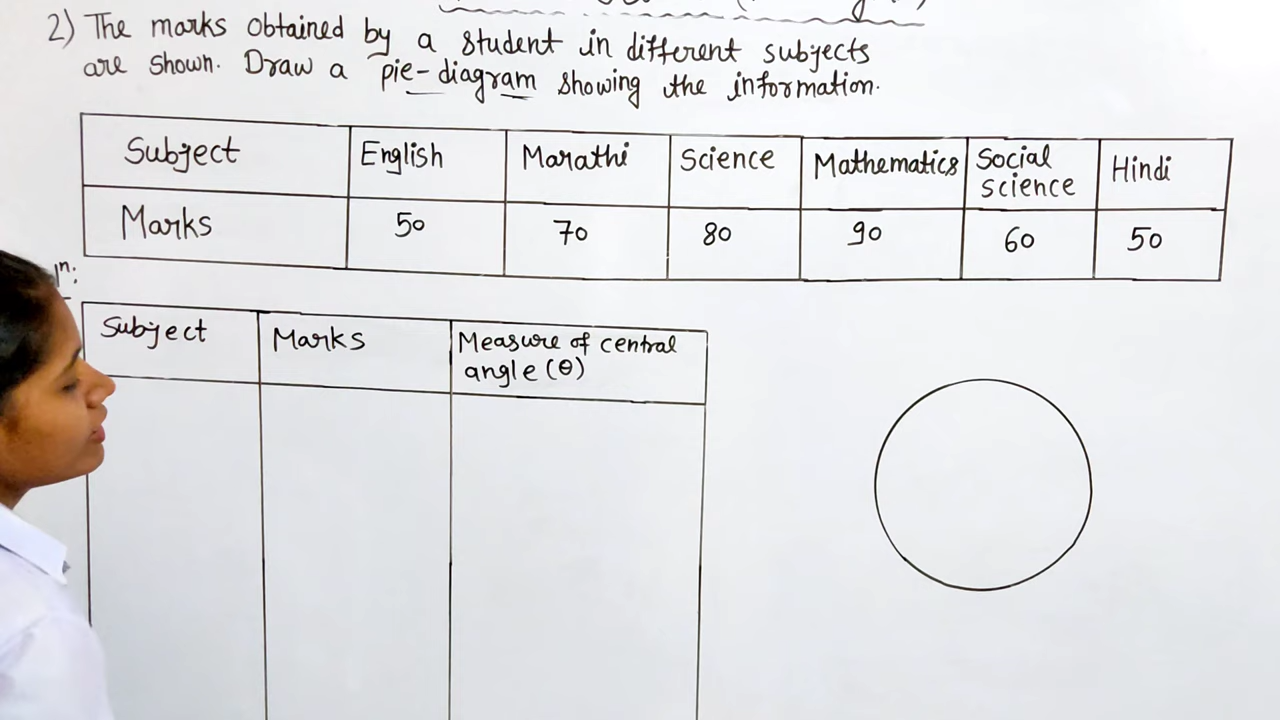 2) The marks obtained by a student in different subjects
are shown. Draw a pie-diagram showing the information.
Subject English Marathi Science Mathematics Social science Hindi
Marks 50 70 80 90 60 50
Subject Marks Measure of central
angle (θ)